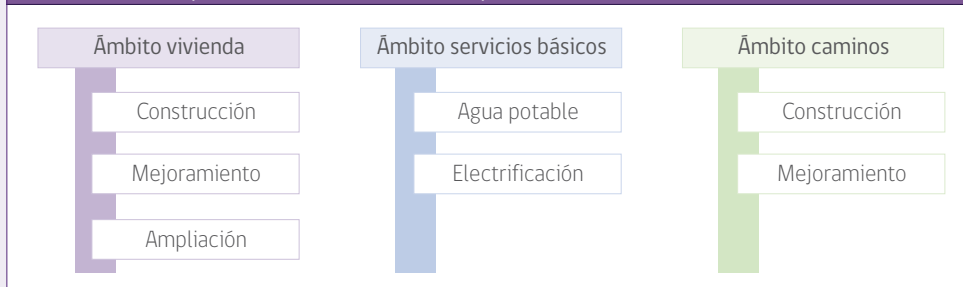 Ámbito vivienda
Construcción
Mejoramiento
Ampliación
Ámbito servicios básicos
Agua potable
Electrificación
Ámbito caminos
Construcción
Mejoramiento